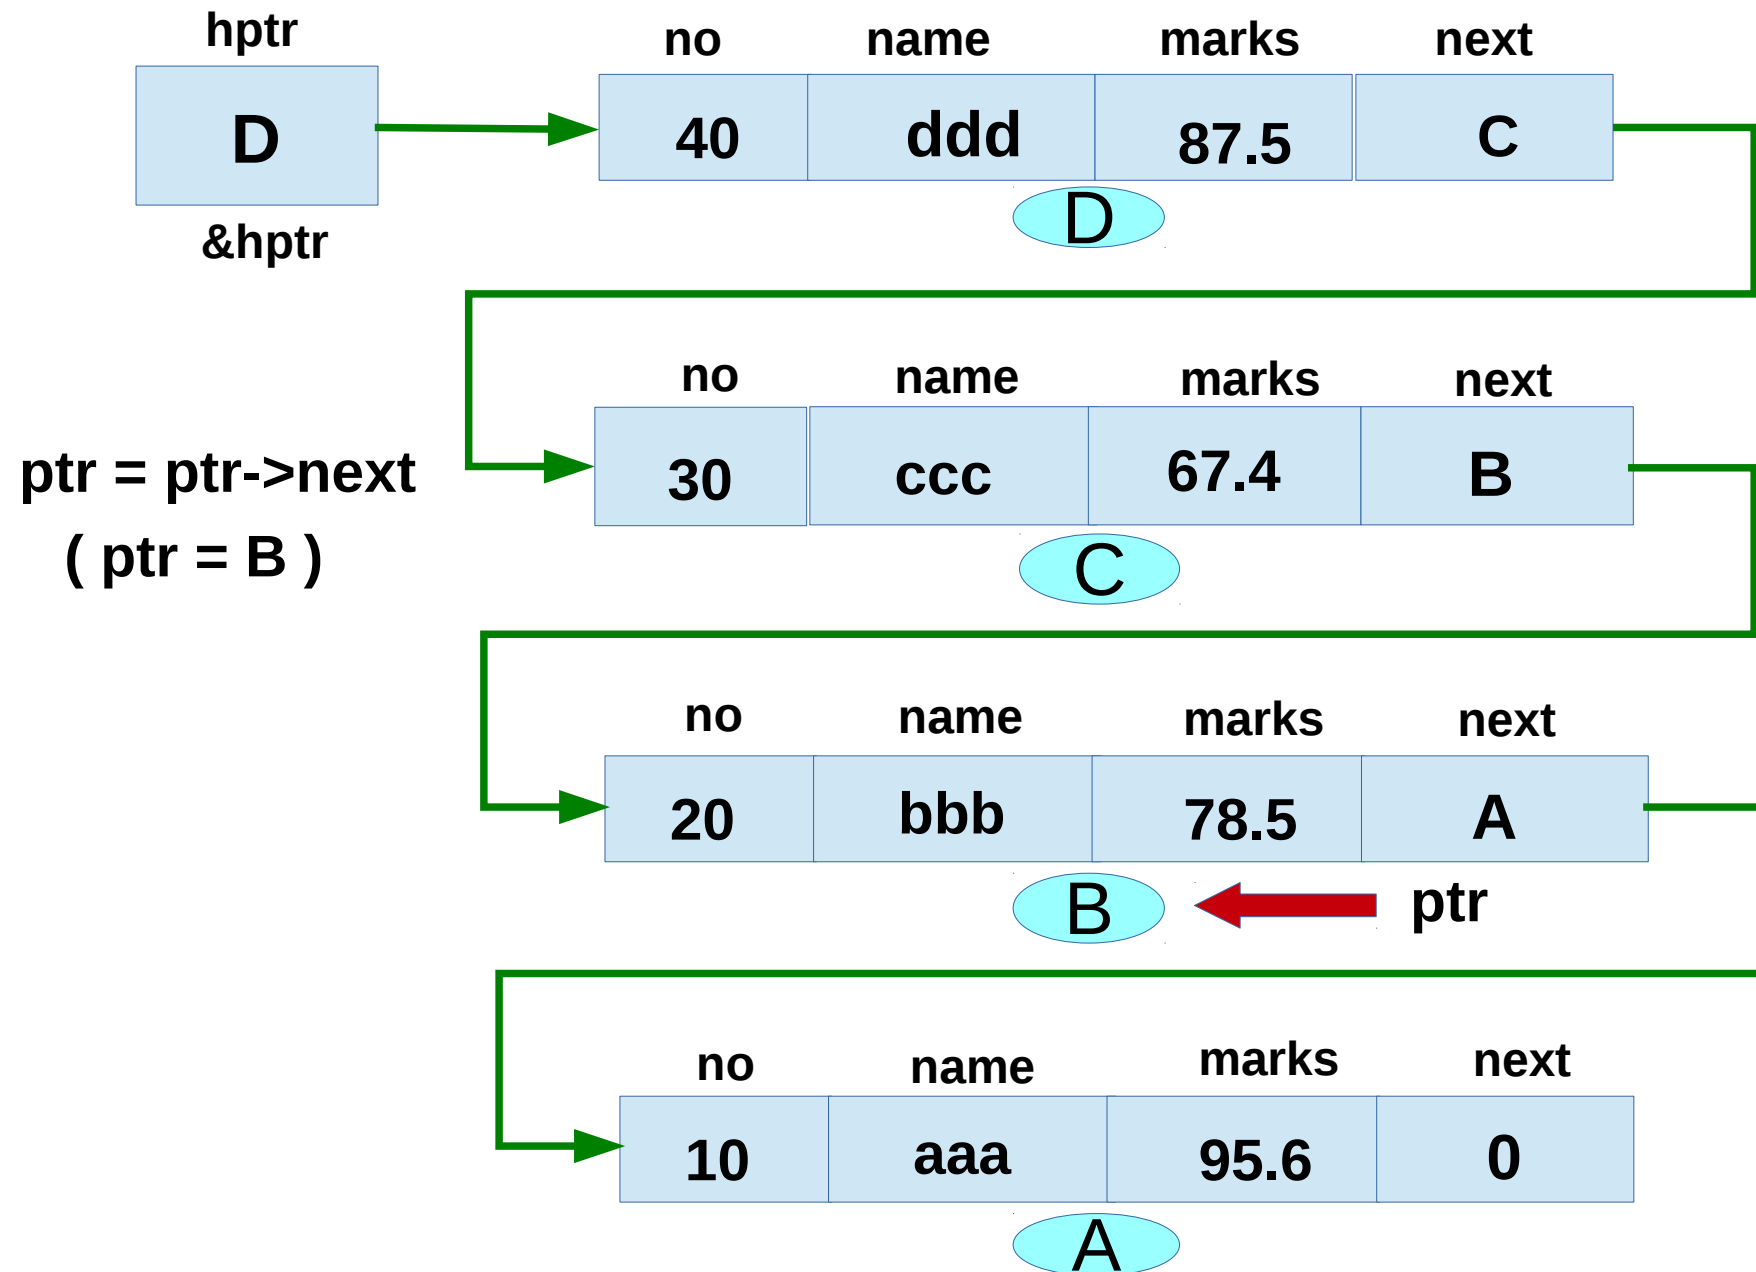 hptr
no name marks next
D
40 ddd 87.5 C
D
&hptr
no name marks next
ptr = ptr->next
30 ccc 67.4 B
( ptr = B )
C
no name marks next
20 bbb 78.5 A
B ptr
no name marks next
10 aaa 95.6 0
A